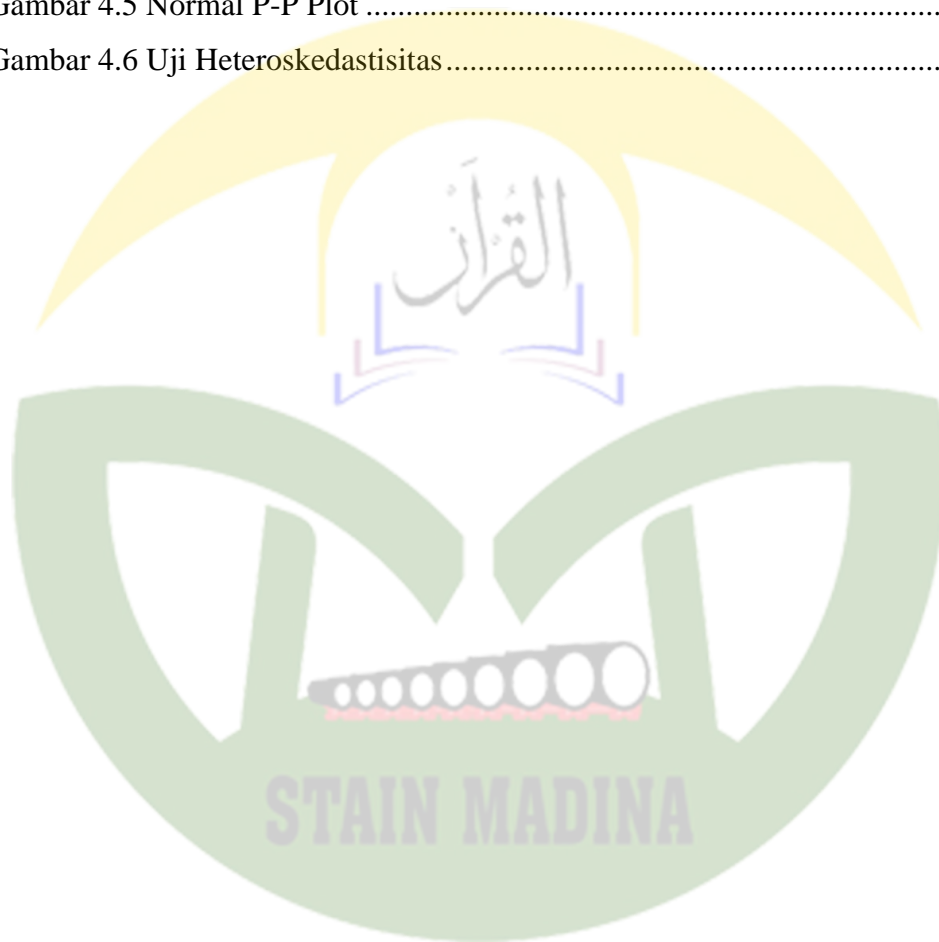 Gambar 4.5 Normal P-P Plot ........................................................................
Gambar 4.6 Uji Heteroskedastisitas ..............................................................
القرآن
STAIN MADINA